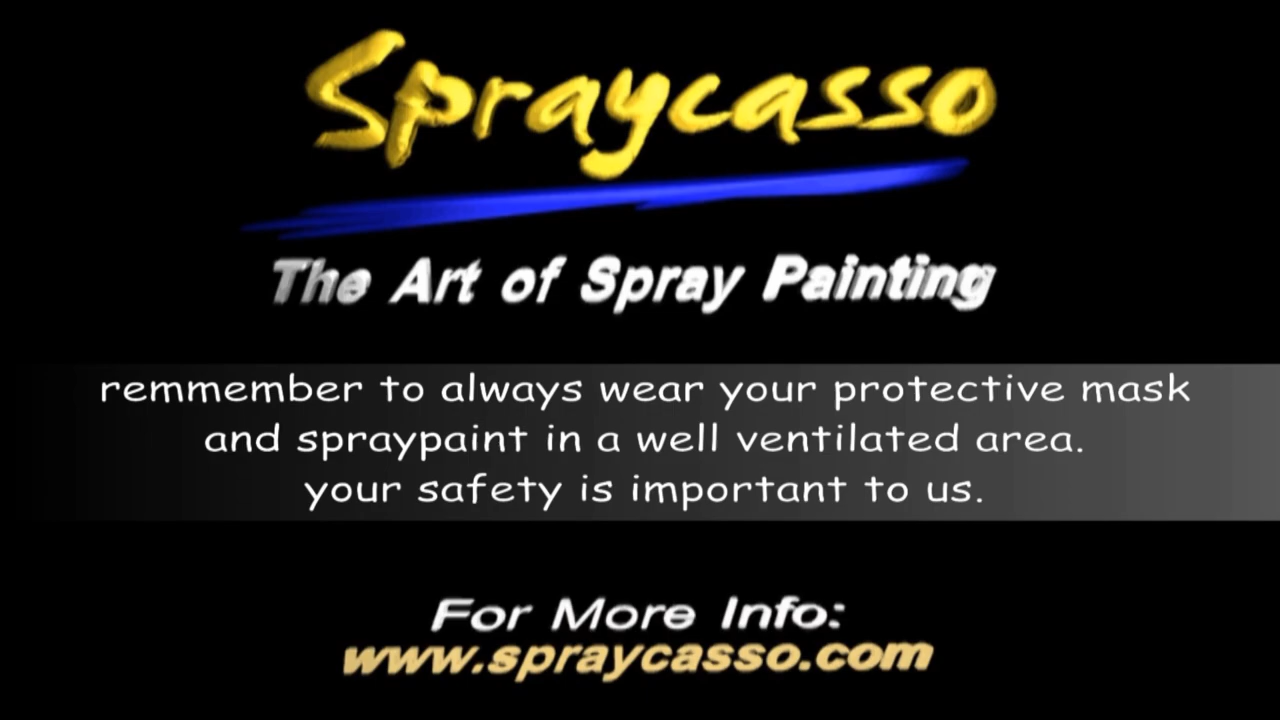 Spraycasso
The Art of Spray Painting
remmember to always wear your protective mask
and spraypaint in a well ventilated area.
your safety is important to us.
For More Info:
www.spraycasso.com